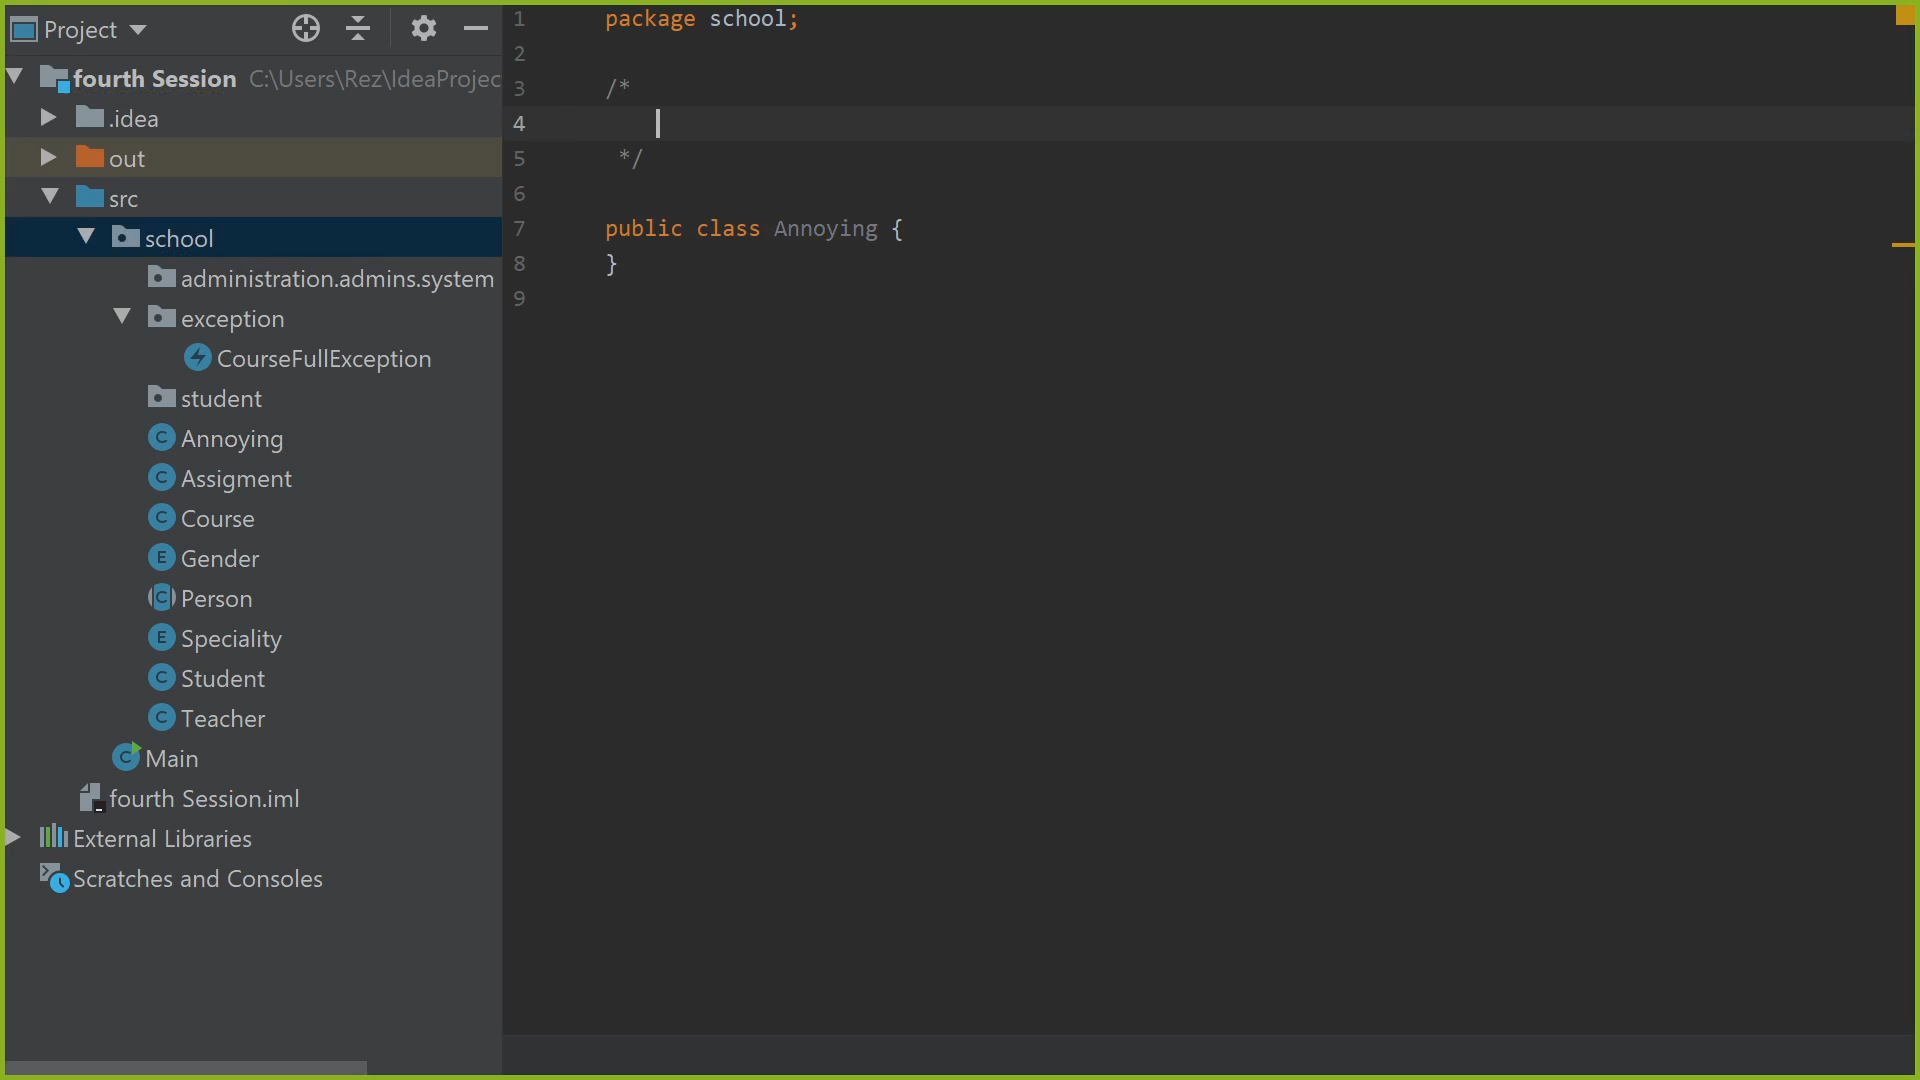 Project
fourth Session C:\Users\Rez\IdeaProjec
.idea
out
src
school
administration.admins.system
exception
CourseFullException
student
C Annoying
C Assigment
C Course
E Gender
C Person
E Speciality
C Student
C Teacher
C Main
fourth Session.iml
External Libraries
Scratches and Consoles
1 package school;
2
3 /*
4
5 */
6
7 public class Annoying {
8 }
9